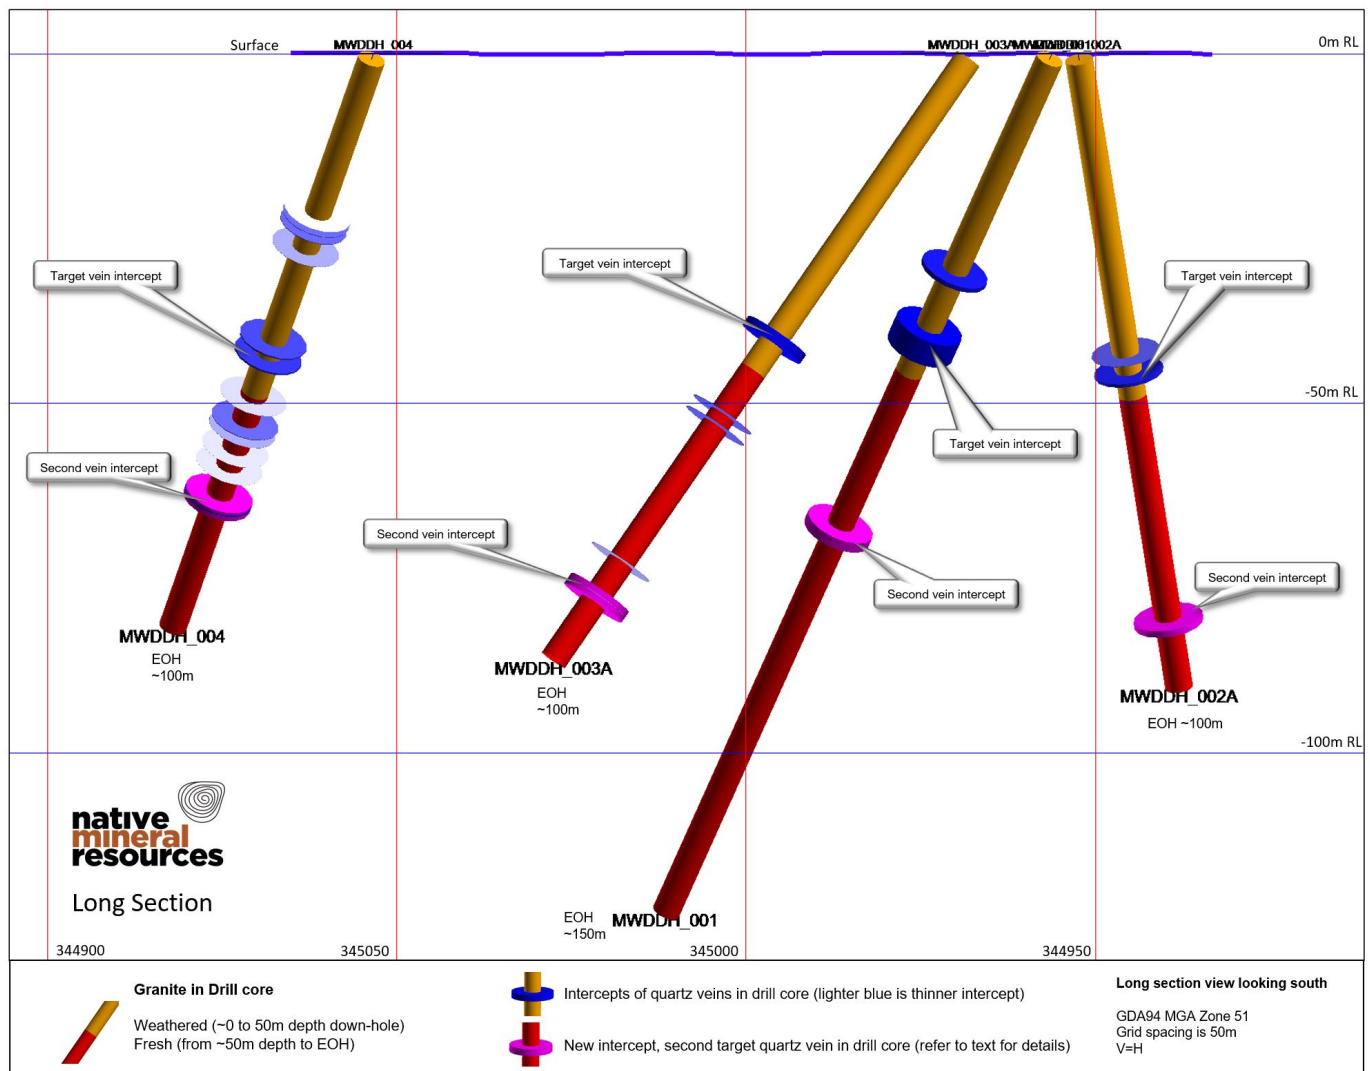 Surface
MWDDH_004
MWDDH_003A
0m RL
Target vein intercept
Target vein intercept
Target vein intercept
-50m RL
Target vein intercept
Second vein intercept
Second vein intercept
Second vein intercept
Second vein intercept
MWDDH_004
EOH
~100m
MWDDH_003A
EOH
~100m
MWDDH_002A
EOH ~100m
-100m RL
native
mineral
resources
Long Section
EOH
~150m
MWDDH_001
344900
345050
345000
344950
Granite in Drill core
Weathered (~0 to 50m depth down-hole)
Fresh (from ~50m depth to EOH)
Intercepts of quartz veins in drill core (lighter blue is thinner intercept)
New intercept, second target quartz vein in drill core (refer to text for details)
Long section view looking south
GDA94 MGA Zone 51
Grid spacing is 50m
V=H